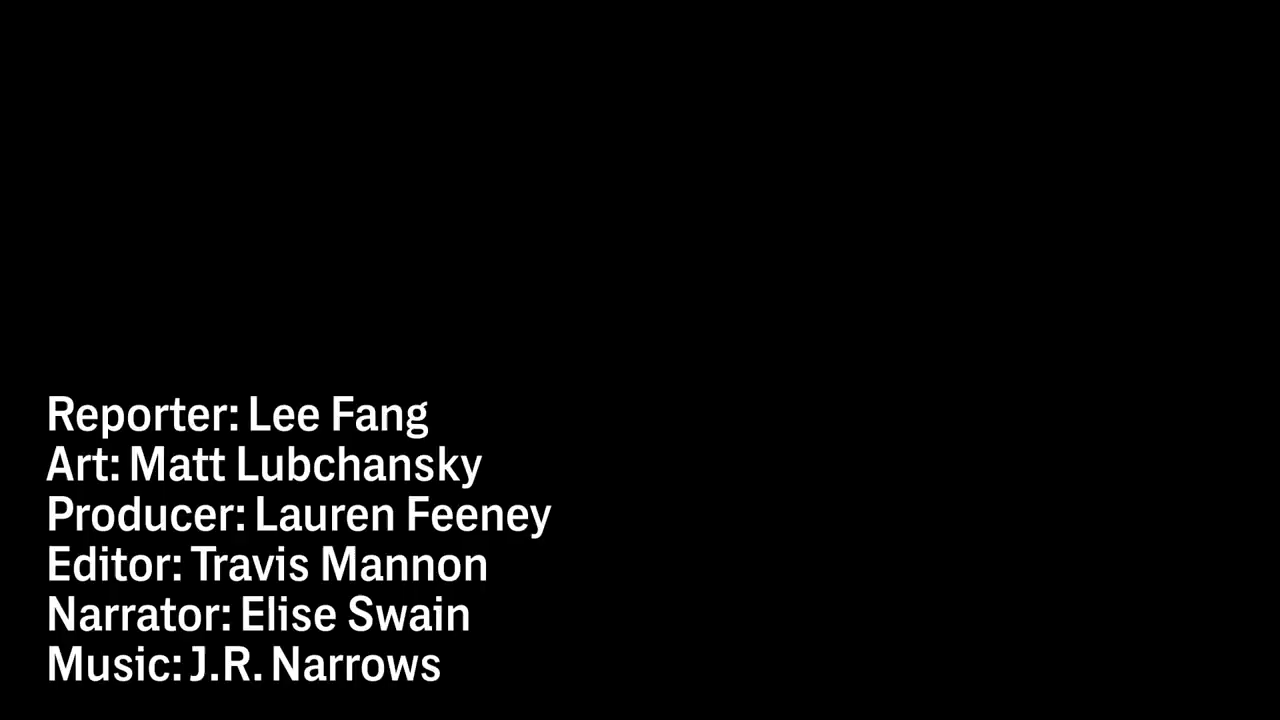 Reporter: Lee Fang
Art: Matt Lubchansky
Producer: Lauren Feeney
Editor: Travis Mannon
Narrator: Elise Swain
Music: J.R. Narrows